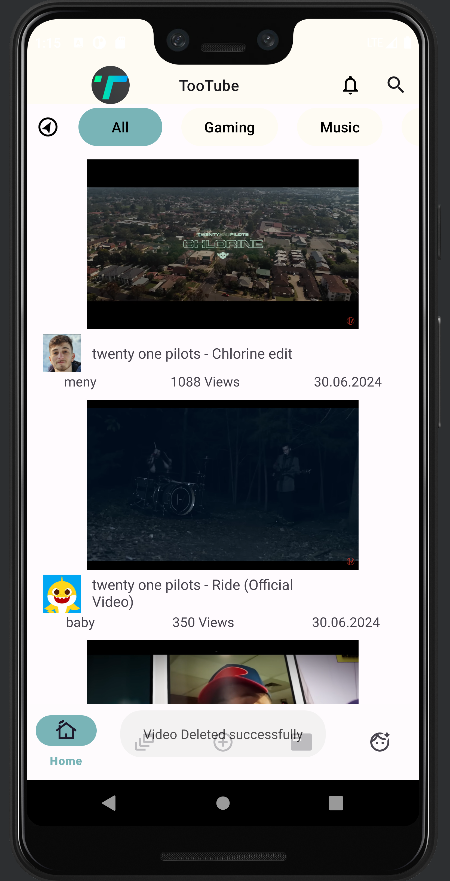 TooTube
All
Gaming
Music
TWENTY ONE PILOTS
CHLORINE
twenty one pilots - Chlorine edit
meny
1088 Views
30.06.2024
twenty one pilots - Ride (Official
Video)
baby
350 Views
30.06.2024
Video Deleted successfully
Home